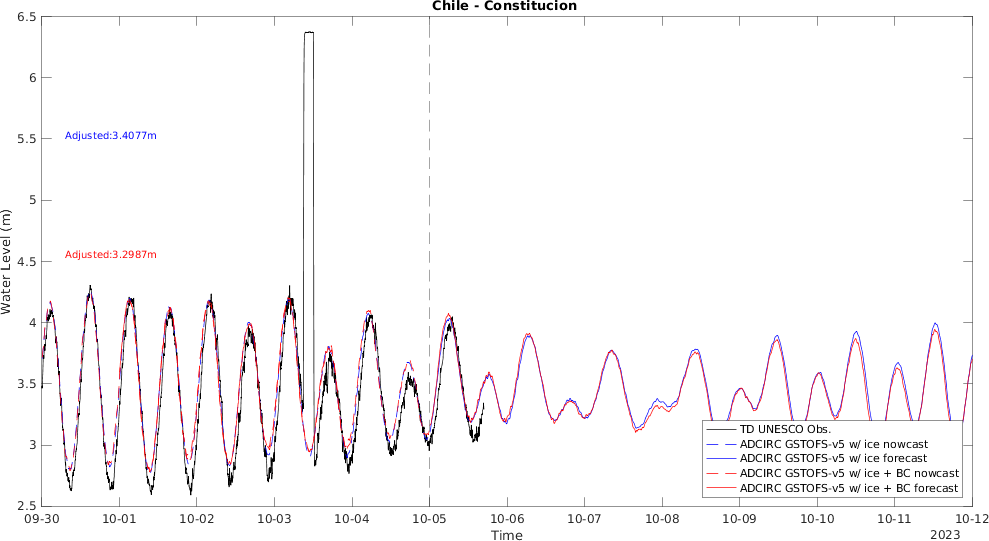 Chile - Constitucion
6.5
6
5.5
5
4.5
4
3.5
3
2.5
Water Level (m)
Adjusted:3.4077m
Adjusted:3.2987m
TD UNESCO Obs.
ADCIRC GSTOFS-v5 w/ ice nowcast
ADCIRC GSTOFS-v5 w/ ice forecast
ADCIRC GSTOFS-v5 w/ ice + BC nowcast
ADCIRC GSTOFS-v5 w/ ice + BC forecast
09-30 10-01 10-02 10-03 10-04 10-05 10-06 10-07 10-08 10-09 10-10 10-11 10-12
Time
2023